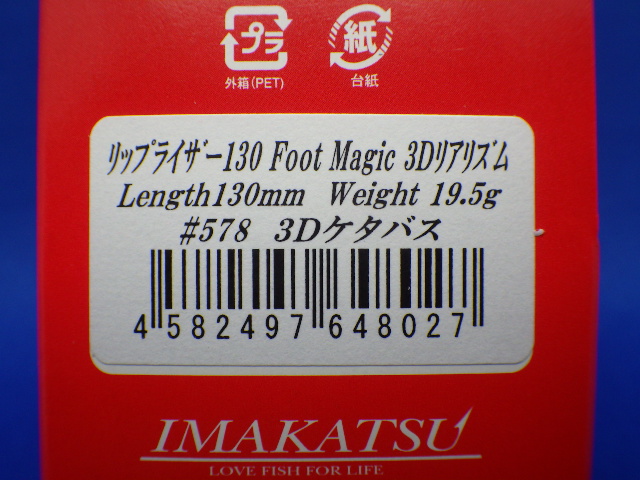 プラ 紙
外箱(PET) 台紙
ﾘｯﾌﾟﾗｲｻﾞｰ130 Foot Magic 3Dﾘｱﾘｽﾞﾑ
Length130mm Weight 19.5g
#578 3Dケタバス
4 582497 648027
IMAKATSU
LOVE FISH FOR LIFE